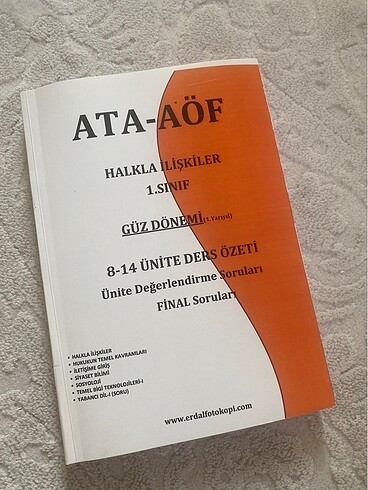 ATA-AÖF
HALKLA İLİŞKİLER
1.SINIF
GÜZ DÖNEMİ(1.Yarıyıl)
8-14 ÜNİTE DERS ÖZETİ
Ünite Değerlendirme Soruları
FİNAL Soruları
• HALKLA İLİŞKİLER
• HUKUKUN TEMEL KAVRAMLARI
• İLETİŞİME GİRİŞ
• SİYASET BİLİMİ
• SOSYOLOJİ
• TEMEL BİGİ TEKNOLOJİLERİ-I
• YABANCI DİL-I (SORU)
www.erdalfotokopi.com